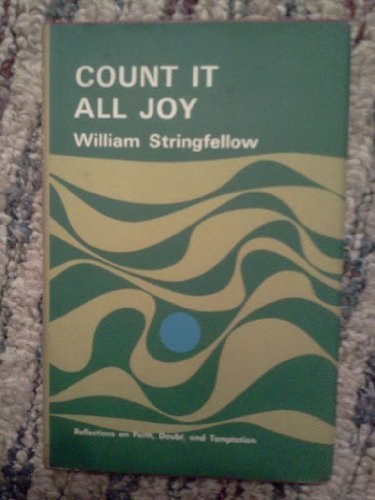 COUNT IT
ALL JOY
William Stringfellow
Reflections on Faith, Doubt, and Temptation